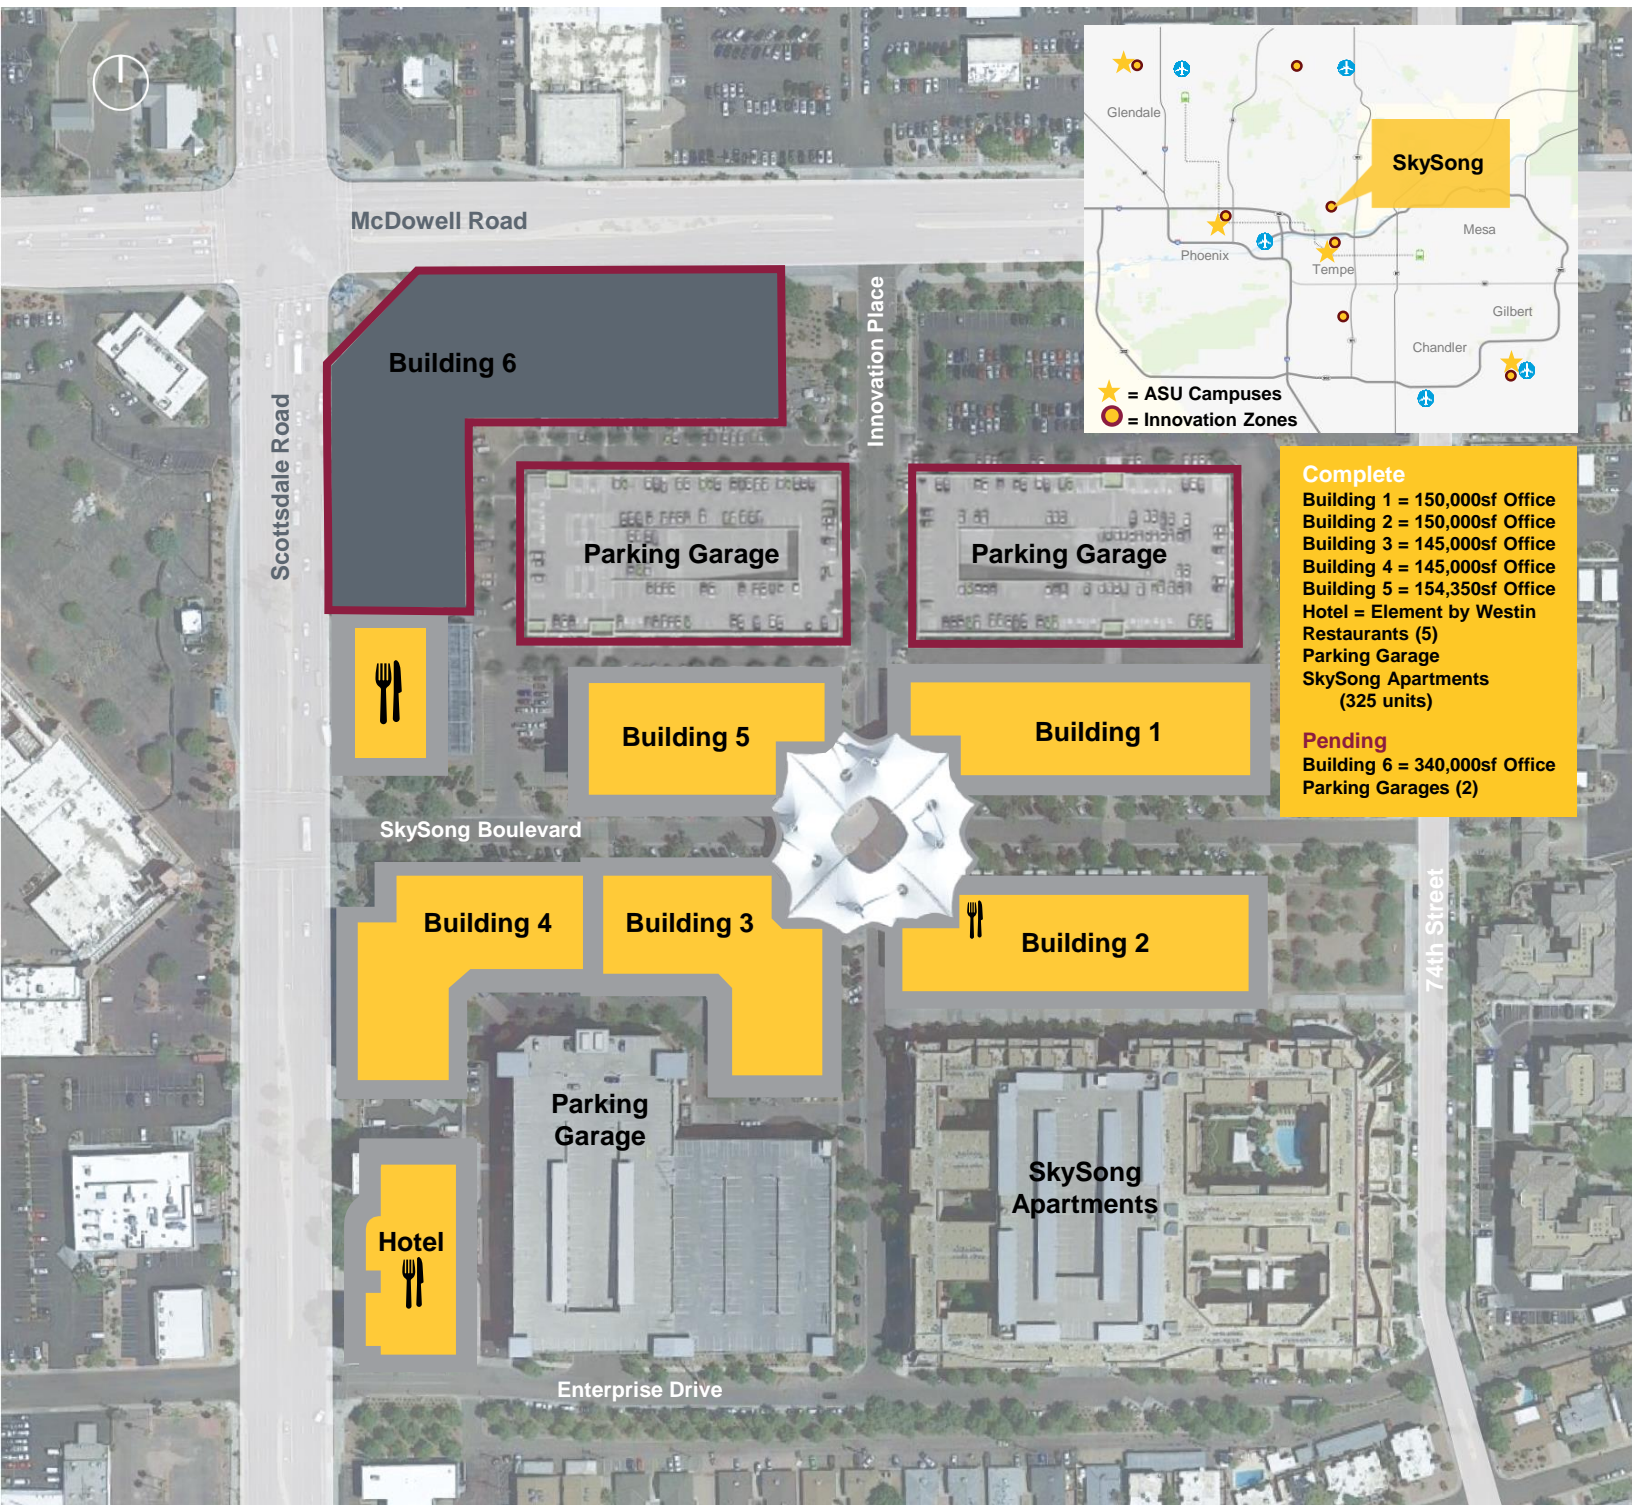 Glendale
SkySong
Mesa
Phoenix
Tempe
Gilbert
Chandler
= ASU Campuses
= Innovation Zones
McDowell Road
Building 6
Innovation Place
Scottsdale Road
Parking Garage
Parking Garage
Complete
Building 1 = 150,000sf Office
Building 2 = 150,000sf Office
Building 3 = 145,000sf Office
Building 4 = 145,000sf Office
Building 5 = 154,350sf Office
Hotel = Element by Westin
Restaurants (5)
Parking Garage
SkySong Apartments
(325 units)
Pending
Building 6 = 340,000sf Office
Parking Garages (2)
Building 5
Building 1
SkySong Boulevard
Building 4
Building 3
Building 2
74th Street
Parking
Garage
SkySong
Apartments
Hotel
Enterprise Drive